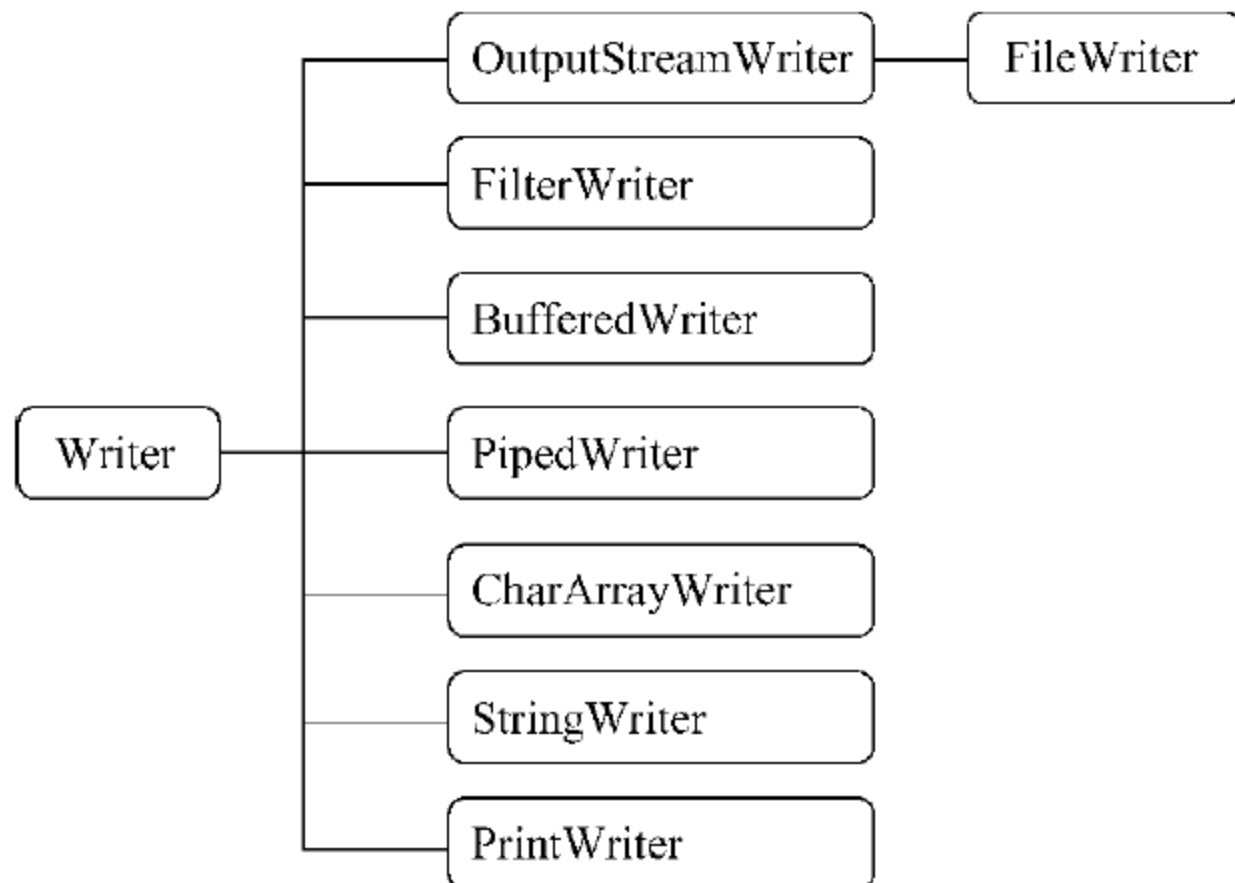 OutputStreamWriter
FileWriter
FilterWriter
BufferedWriter
Writer
PipedWriter
CharArrayWriter
StringWriter
PrintWriter